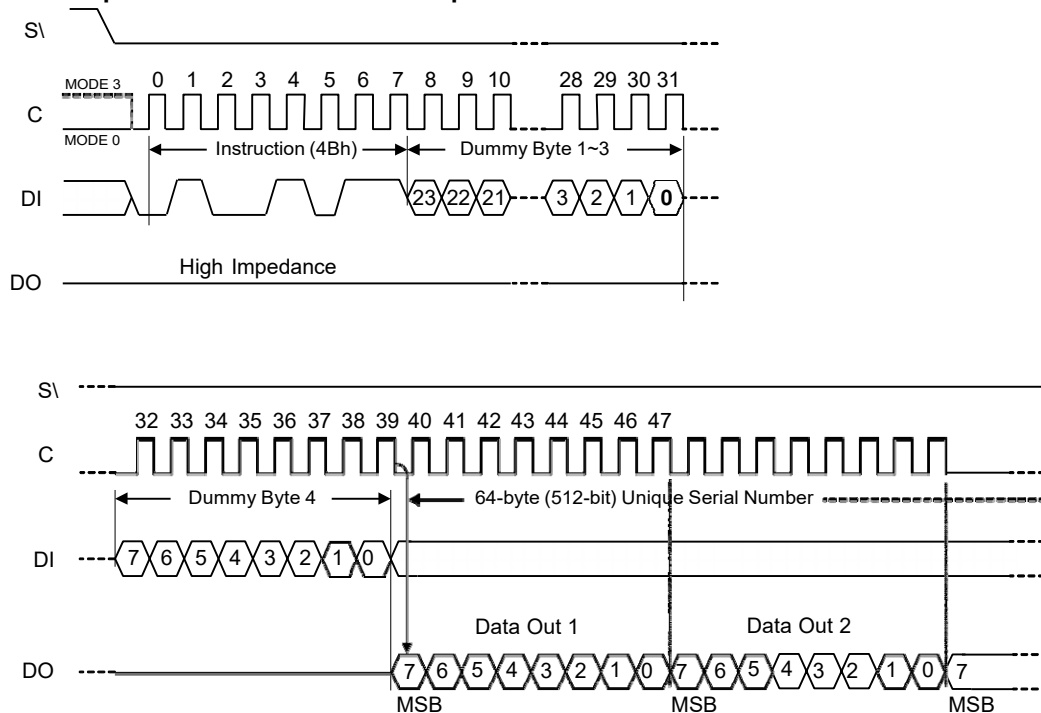 S\
MODE 3
0 1 2 3 4 5 6 7 8 9 10 28 29 30 31
C
MODE 0
Instruction (4Bh) Dummy Byte 1~3
DI
23 22 21 3 2 1 0
High Impedance
DO
S\
32 33 34 35 36 37 38 39 40 41 42 43 44 45 46 47
C
Dummy Byte 4 64-byte (512-bit) Unique Serial Number
DI
7 6 5 4 3 2 1 0
Data Out 1 Data Out 2
DO
7 6 5 4 3 2 1 0 7 6 5 4 3 2 1 0 7
MSB MSB MSB